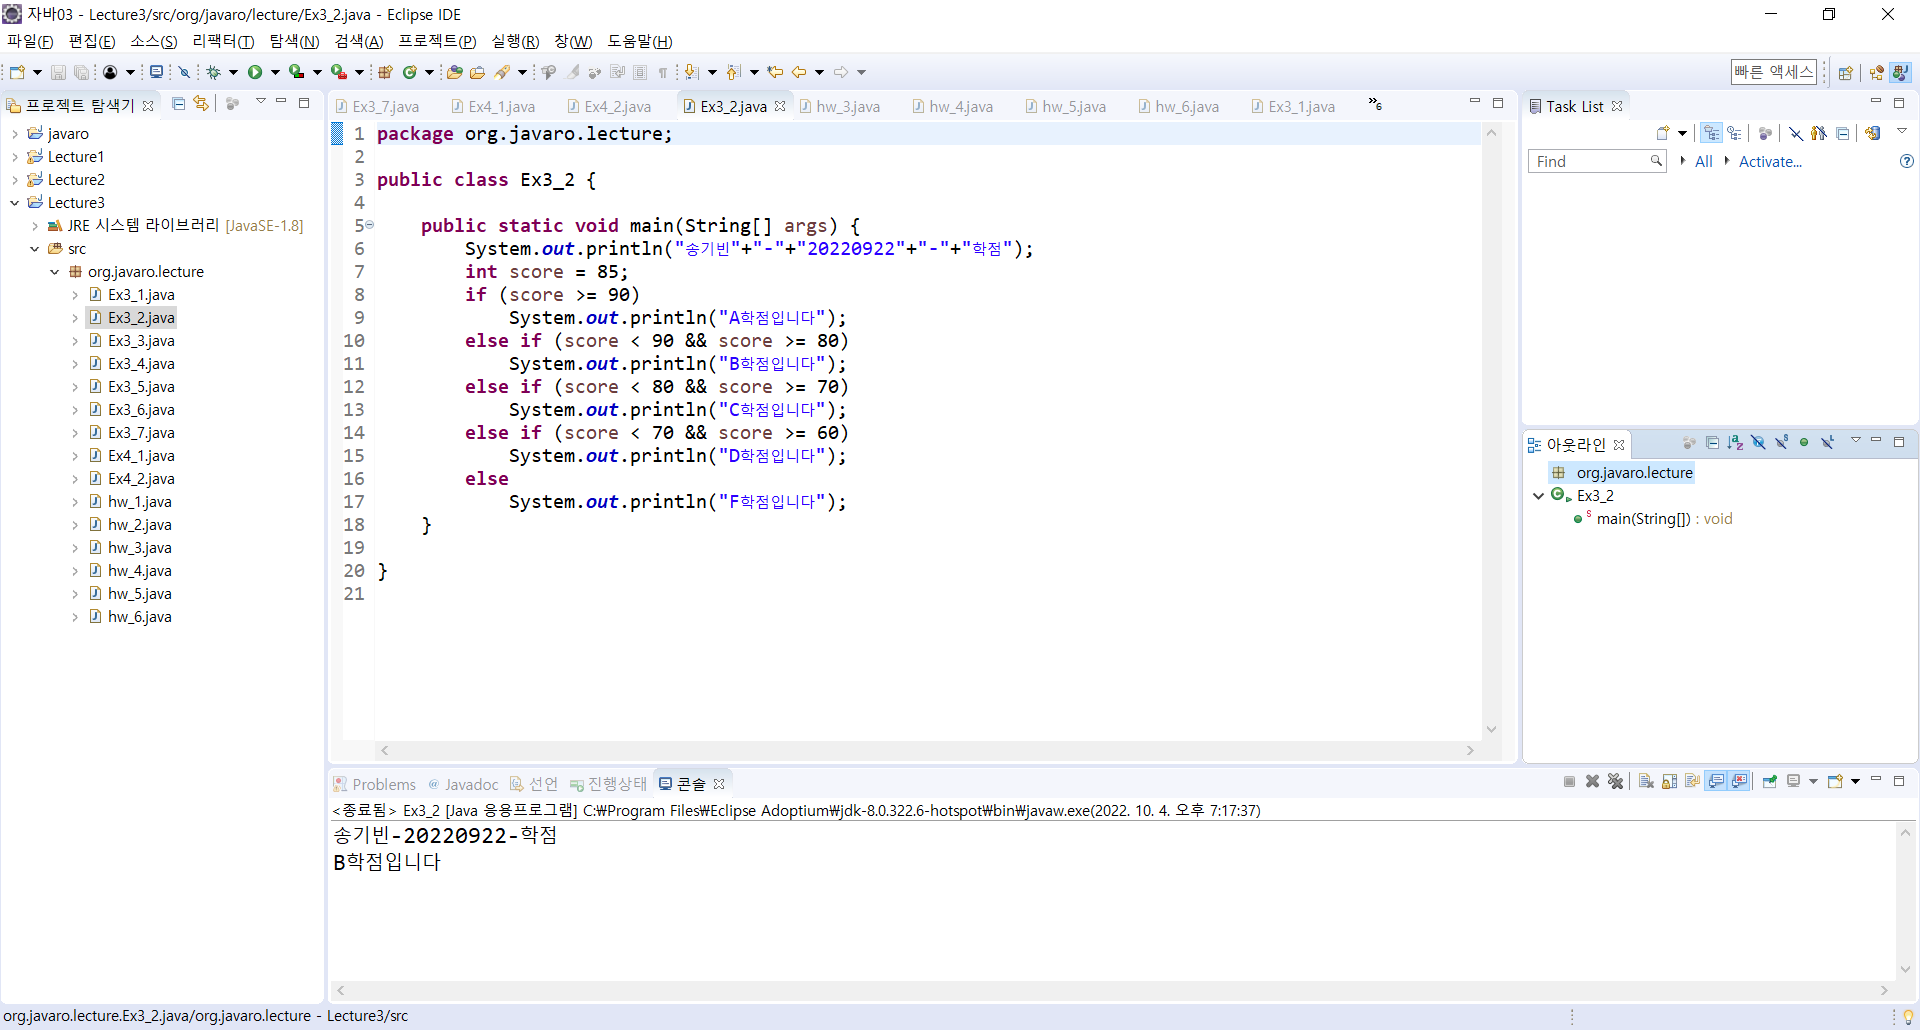 자바03 - Lecture3/src/org/javaro/lecture/Ex3_2.java - Eclipse IDE
파일(F) 편집(E) 소스(S) 리팩터(T) 탐색(N) 검색(A) 프로젝트(P) 실행(R) 창(W) 도움말(H)
빠른 액세스
프로젝트 탐색기
javaro
Lecture1
Lecture2
Lecture3
JRE 시스템 라이브러리 [JavaSE-1.8]
src
org.javaro.lecture
Ex3_1.java
Ex3_2.java
Ex3_3.java
Ex3_4.java
Ex3_5.java
Ex3_6.java
Ex3_7.java
Ex4_1.java
Ex4_2.java
hw_1.java
hw_2.java
hw_3.java
hw_4.java
hw_5.java
hw_6.java
Ex3_7.java Ex4_1.java Ex4_2.java Ex3_2.java hw_3.java hw_4.java hw_5.java hw_6.java Ex3_1.java »6
1 package org.javaro.lecture;
2
3 public class Ex3_2 {
4
5 public static void main(String[] args) {
6 System.out.println("송기빈"+"-"+"20220922"+"-"+"학점");
7 int score = 85;
8 if (score >= 90)
9 System.out.println("A학점입니다");
10 else if (score < 90 && score >= 80)
11 System.out.println("B학점입니다");
12 else if (score < 80 && score >= 70)
13 System.out.println("C학점입니다");
14 else if (score < 70 && score >= 60)
15 System.out.println("D학점입니다");
16 else
17 System.out.println("F학점입니다");
18 }
19
20 }
21
Task List
Find All Activate...
아웃라인
org.javaro.lecture
Ex3_2
main(String[]) : void
Problems @ Javadoc 선언 진행상태 콘솔
<종료됨> Ex3_2 [Java 응용프로그램] C:₩Program Files₩Eclipse Adoptium₩jdk-8.0.322.6-hotspot₩bin₩javaw.exe(2022. 10. 4. 오후 7:17:37)
송기빈-20220922-학점
B학점입니다
org.javaro.lecture.Ex3_2.java/org.javaro.lecture - Lecture3/src